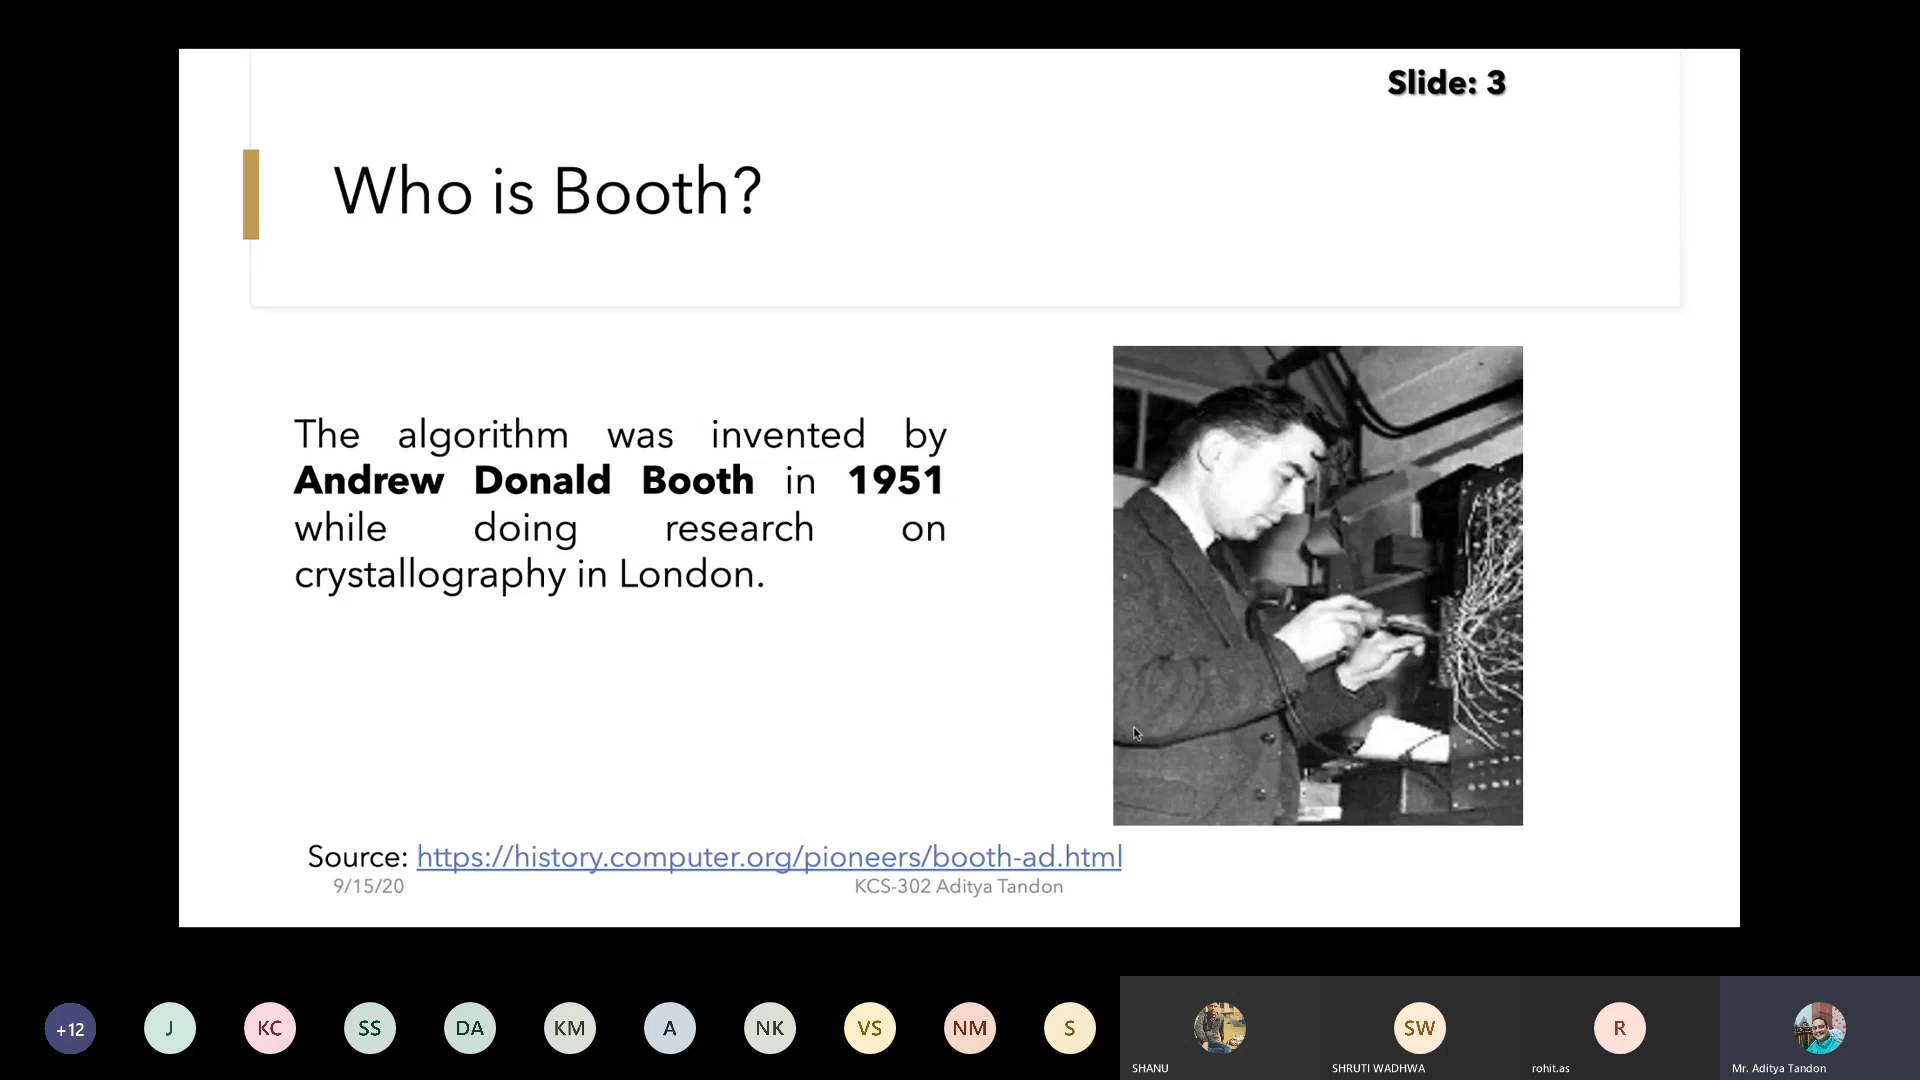 Slide: 3
Who is Booth?
The algorithm was invented by
Andrew Donald Booth in 1951
while doing research on
crystallography in London.
Source: https://history.computer.org/pioneers/booth-ad.html
9/15/20
KCS-302 Aditya Tandon
+12
J
KC
SS
DA
KM
A
NK
VS
NM
S
SW
R
SHANU
SHRUTI WADHWA
rohit.as
Mr. Aditya Tandon